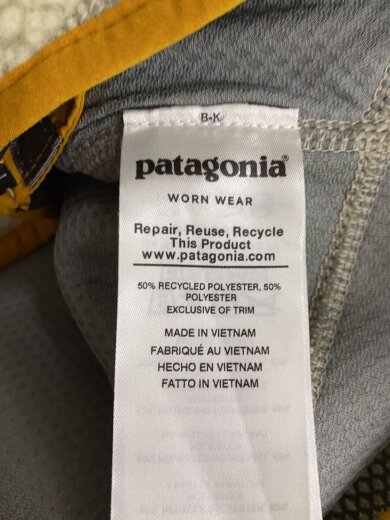 B-K
patagonia®
WORN WEAR
Repair, Reuse, Recycle
This Product
www.patagonia.com
50% RECYCLED POLYESTER, 50%
POLYESTER
EXCLUSIVE OF TRIM
MADE IN VIETNAM
FABRIQUÉ AU VIETNAM
HECHO EN VIETNAM
FATTO IN VIETNAM